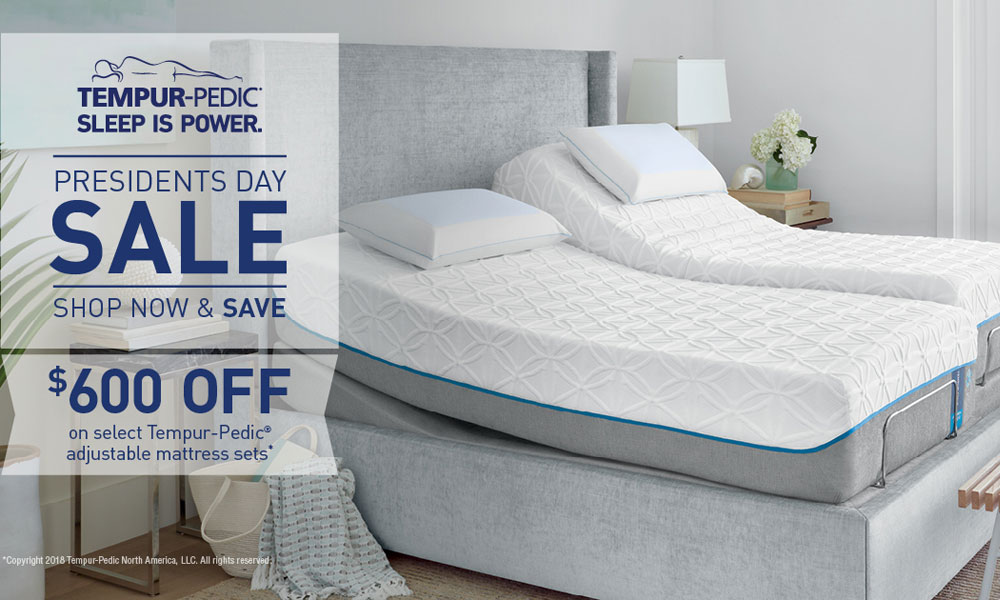 TEMPUR-PEDIC®
SLEEP IS POWER.
PRESIDENTS DAY
SALE
SHOP NOW & SAVE
$600 OFF
on select Tempur-Pedic®
adjustable mattress sets*
*Copyright 2018 Tempur-Pedic North America, LLC. All rights reserved.